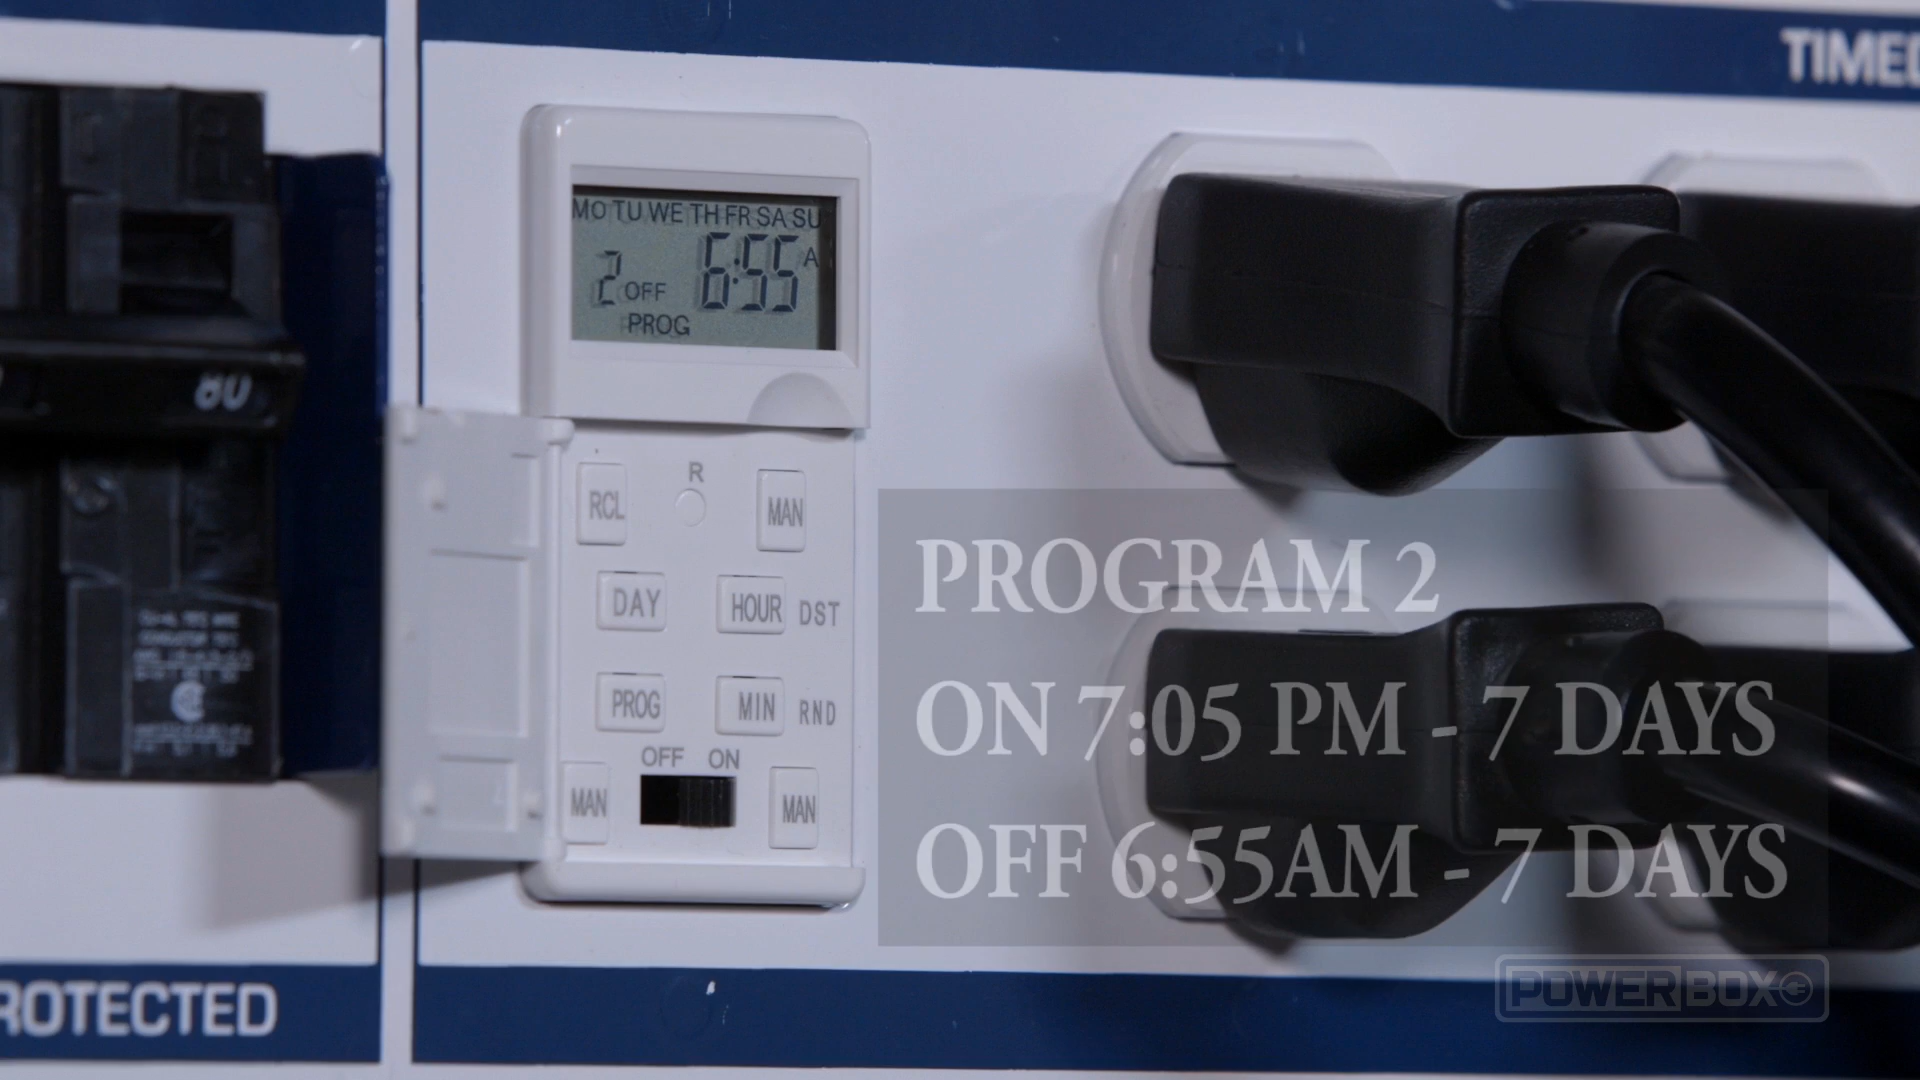 TIMED
MO TU WE TH FR SA SU
2 OFF 6:55 A
PROG
80
R
RCL MAN
DAY HOUR DST
PROG MIN RND
OFF ON
MAN MAN
PROGRAM 2
ON 7:05 PM - 7 DAYS
OFF 6:55AM - 7 DAYS
POWERBOX
ROTECTED